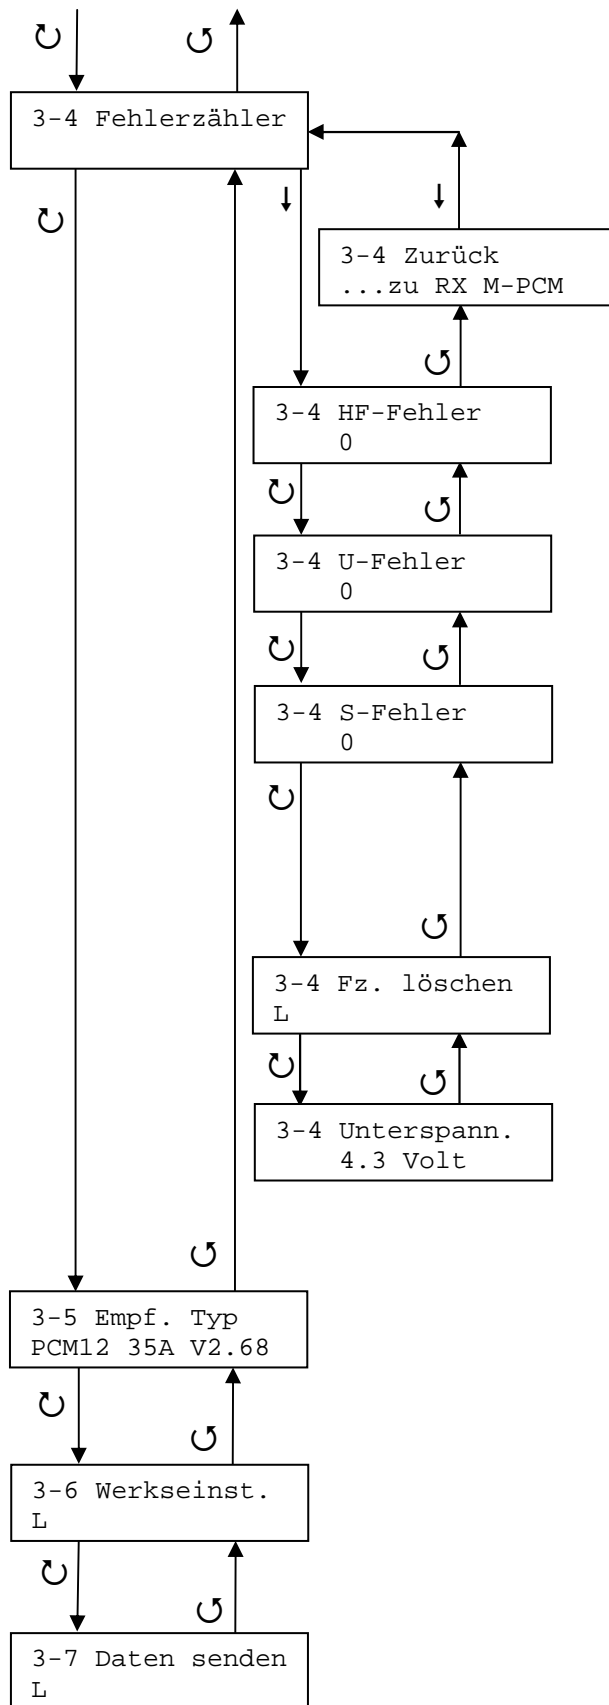 3-4 Fehlerzähler
3-4 Zurück
...zu RX M-PCM
3-4 HF-Fehler
0
3-4 U-Fehler
0
3-4 S-Fehler
0
3-4 Fz. löschen
L
3-4 Unterspann.
4.3 Volt
3-5 Empf. Typ
PCM12 35A V2.68
3-6 Werkseinst.
L
3-7 Daten senden
L